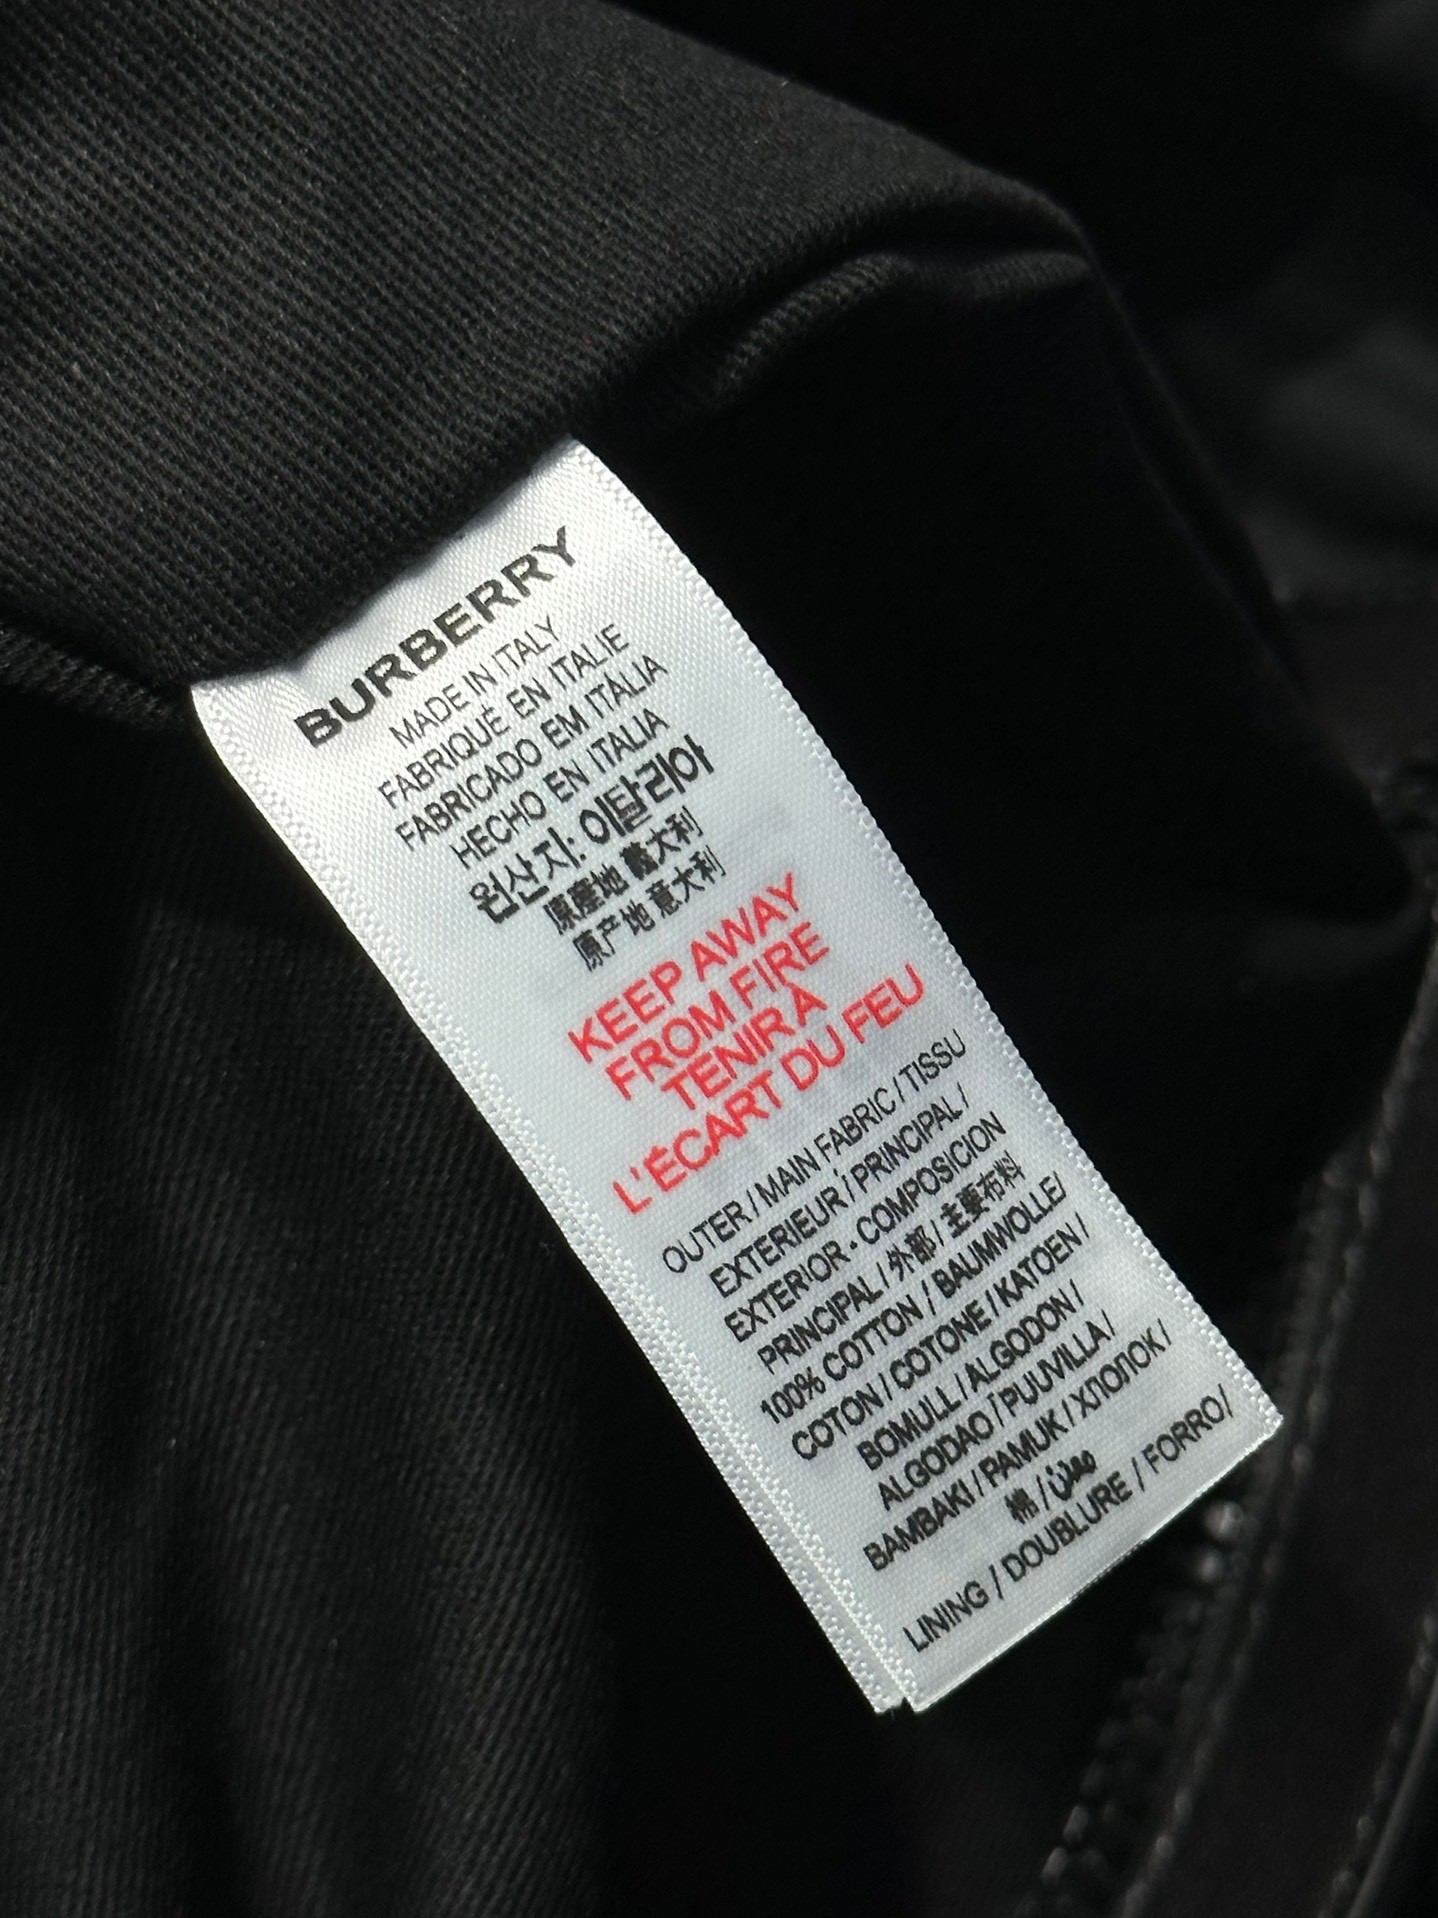 BURBERRY
MADE IN ITALY
FABRIQUÉ EN ITALIE
FABRICADO EM ITALIA
HECHO EN ITALIA
원산지: 이탈리아
原產地 大利
原产地 意大利
KEEP AWAY
FROM FIRE
TENIR À
L'ÉCART DU FEU
OUTER / MAIN FABRIC / TISSU
EXTERIEUR / PRINCIPAL /
EXTERIOR - COMPOSICION
PRINCIPAL / 外部 / 主要布料
100% COTTON / BAUMWOLLE/
COTON / COTONE / KATOEN /
BOMULL / ALGODON /
ALGODAO / PUUVILLA /
BAMBAKI / PAMUK / ХЛОПОК /
棉 /
LINING / DOUBLURE / FORRO/